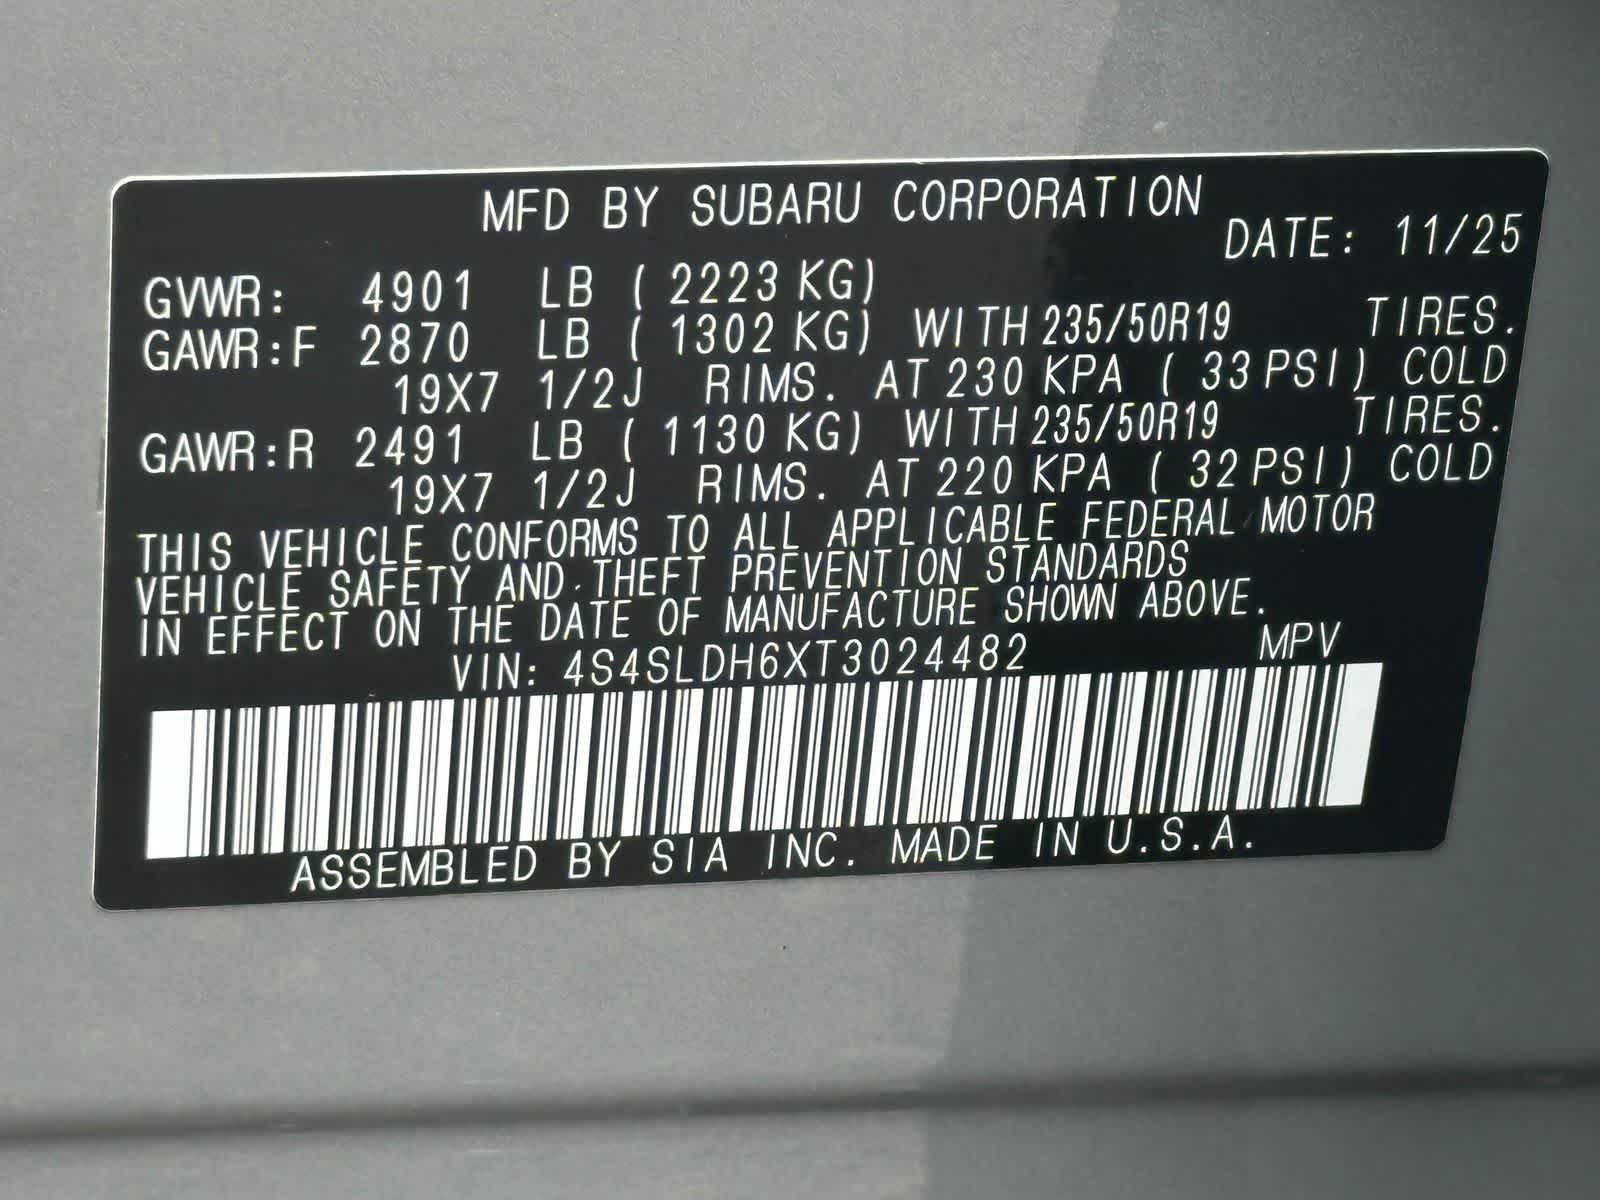 MFD BY SUBARU CORPORATION
DATE: 11/25
GVWR: 4901 LB ( 2223 KG)
GAWR:F 2870 LB ( 1302 KG) WITH 235/50R19 TIRES.
19X7 1/2J RIMS. AT 230 KPA ( 33 PSI) COLD
GAWR:R 2491 LB ( 1130 KG) WITH 235/50R19 TIRES.
19X7 1/2J RIMS. AT 220 KPA ( 32 PSI) COLD
THIS VEHICLE CONFORMS TO ALL APPLICABLE FEDERAL MOTOR
VEHICLE SAFETY AND THEFT PREVENTION STANDARDS
IN EFFECT ON THE DATE OF MANUFACTURE SHOWN ABOVE.
VIN: 4S4SLDH6XT3024482 MPV
ASSEMBLED BY SIA INC. MADE IN U.S.A.